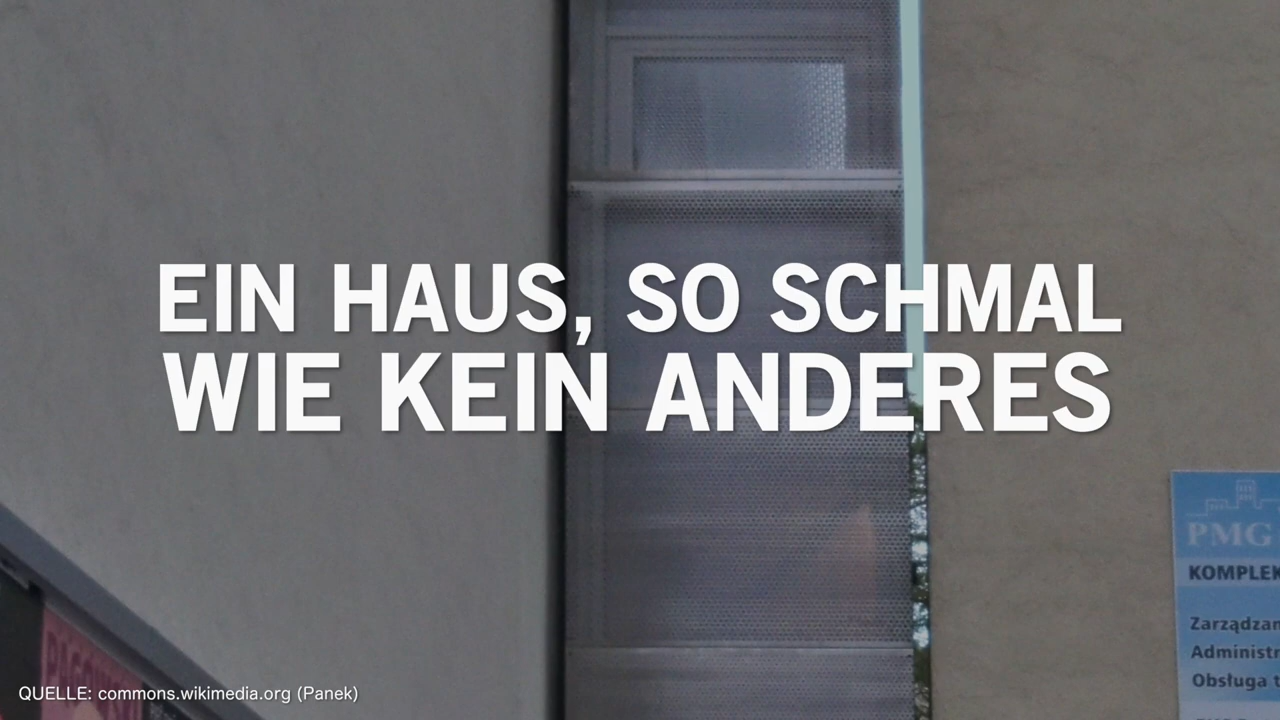 EIN HAUS, SO SCHMAL
WIE KEIN ANDERES
PMG
KOMPLEK
Zarządzan
Administr
Obsługa t
QUELLE: commons.wikimedia.org (Panek)